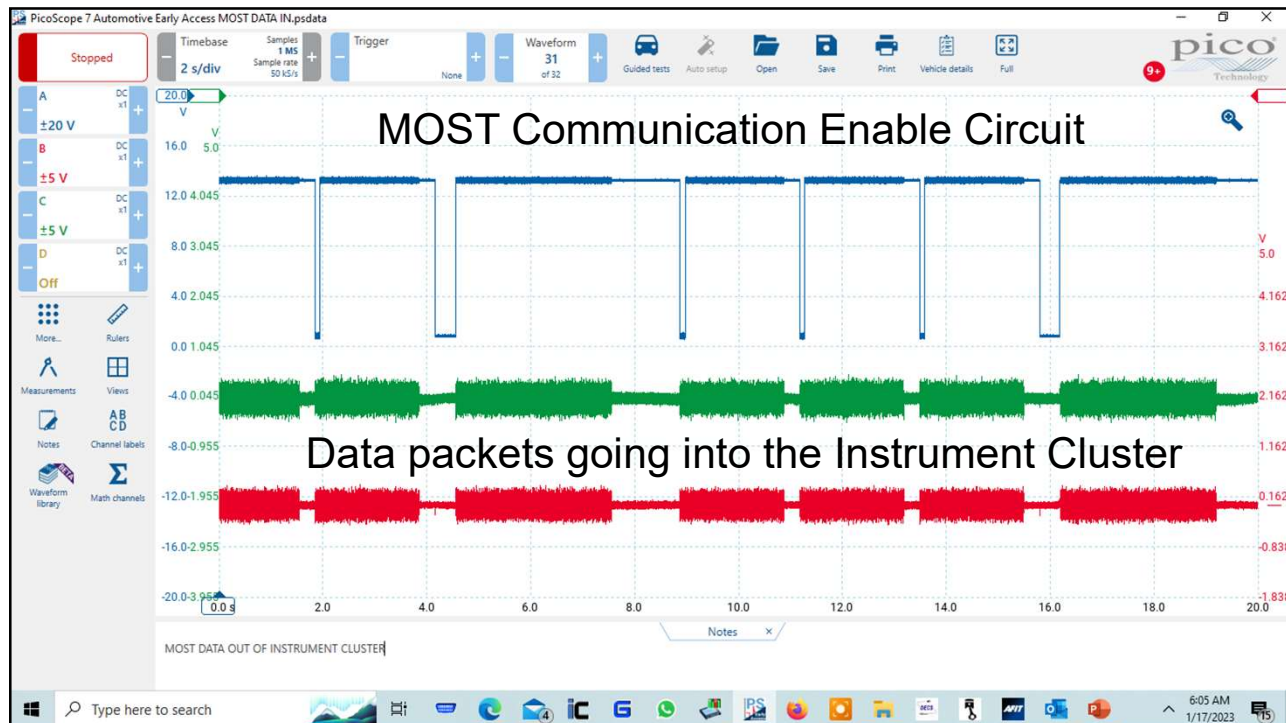 PicoScope 7 Automotive Early Access MOST DATA IN.psdata
Stopped
Timebase
2 s/div
Samples
1 MS
Sample rate
50 kS/s
Trigger
None
Waveform
31
of 32
Guided tests
Auto setup
Open
Save
Print
Vehicle details
Full
9+
pico
Technology
A
DC
x1
±20 V
B
DC
x1
±5 V
C
DC
x1
±5 V
D
DC
x1
Off
More...
Rulers
Measurements
Views
Notes
Channel labels
Waveform
library
BETA
Math channels
MOST Communication Enable Circuit
Data packets going into the Instrument Cluster
20.0
V
V
16.0 5.0
12.0 4.045
8.0 3.045
4.0 2.045
0.0 1.045
-4.0 0.045
-8.0 -0.955
-12.0 -1.955
-16.0 -2.955
-20.0 -3.955
V
5.0
4.162
3.162
2.162
1.162
0.162
-0.838
-1.838
0.0 s
2.0
4.0
6.0
8.0
10.0
12.0
14.0
16.0
18.0
20.0
Notes ×
MOST DATA OUT OF INSTRUMENT CLUSTER
Type here to search
6:05 AM
1/17/2023